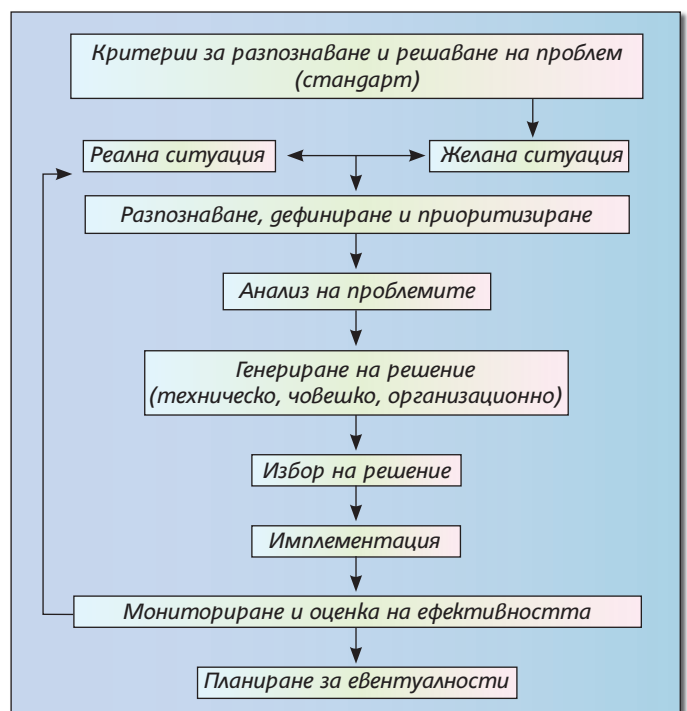 Критерии за разпознаване и решаване на проблем
(стандарт)
Реална ситуация
Желана ситуация
Разпознаване, дефиниране и приоритизиране
Анализ на проблемите
Генериране на решение
(техническо, човешко, организационно)
Избор на решение
Имплементация
Мониториране и оценка на ефективността
Планиране за евентуалности